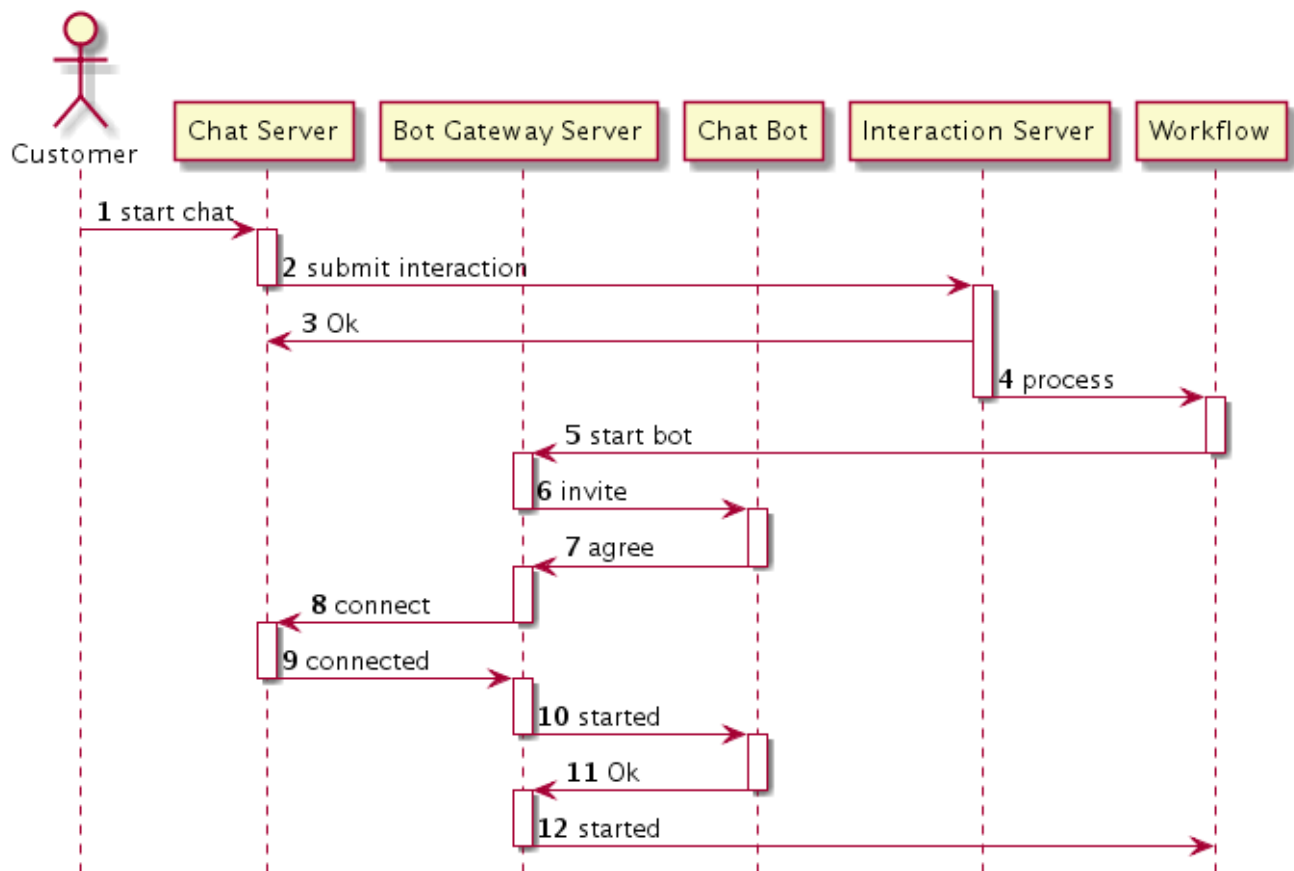 Customer
Chat Server
Bot Gateway Server
Chat Bot
Interaction Server
Workflow
1 start chat
2 submit interaction
3 Ok
4 process
5 start bot
6 invite
7 agree
8 connect
9 connected
10 started
11 Ok
12 started